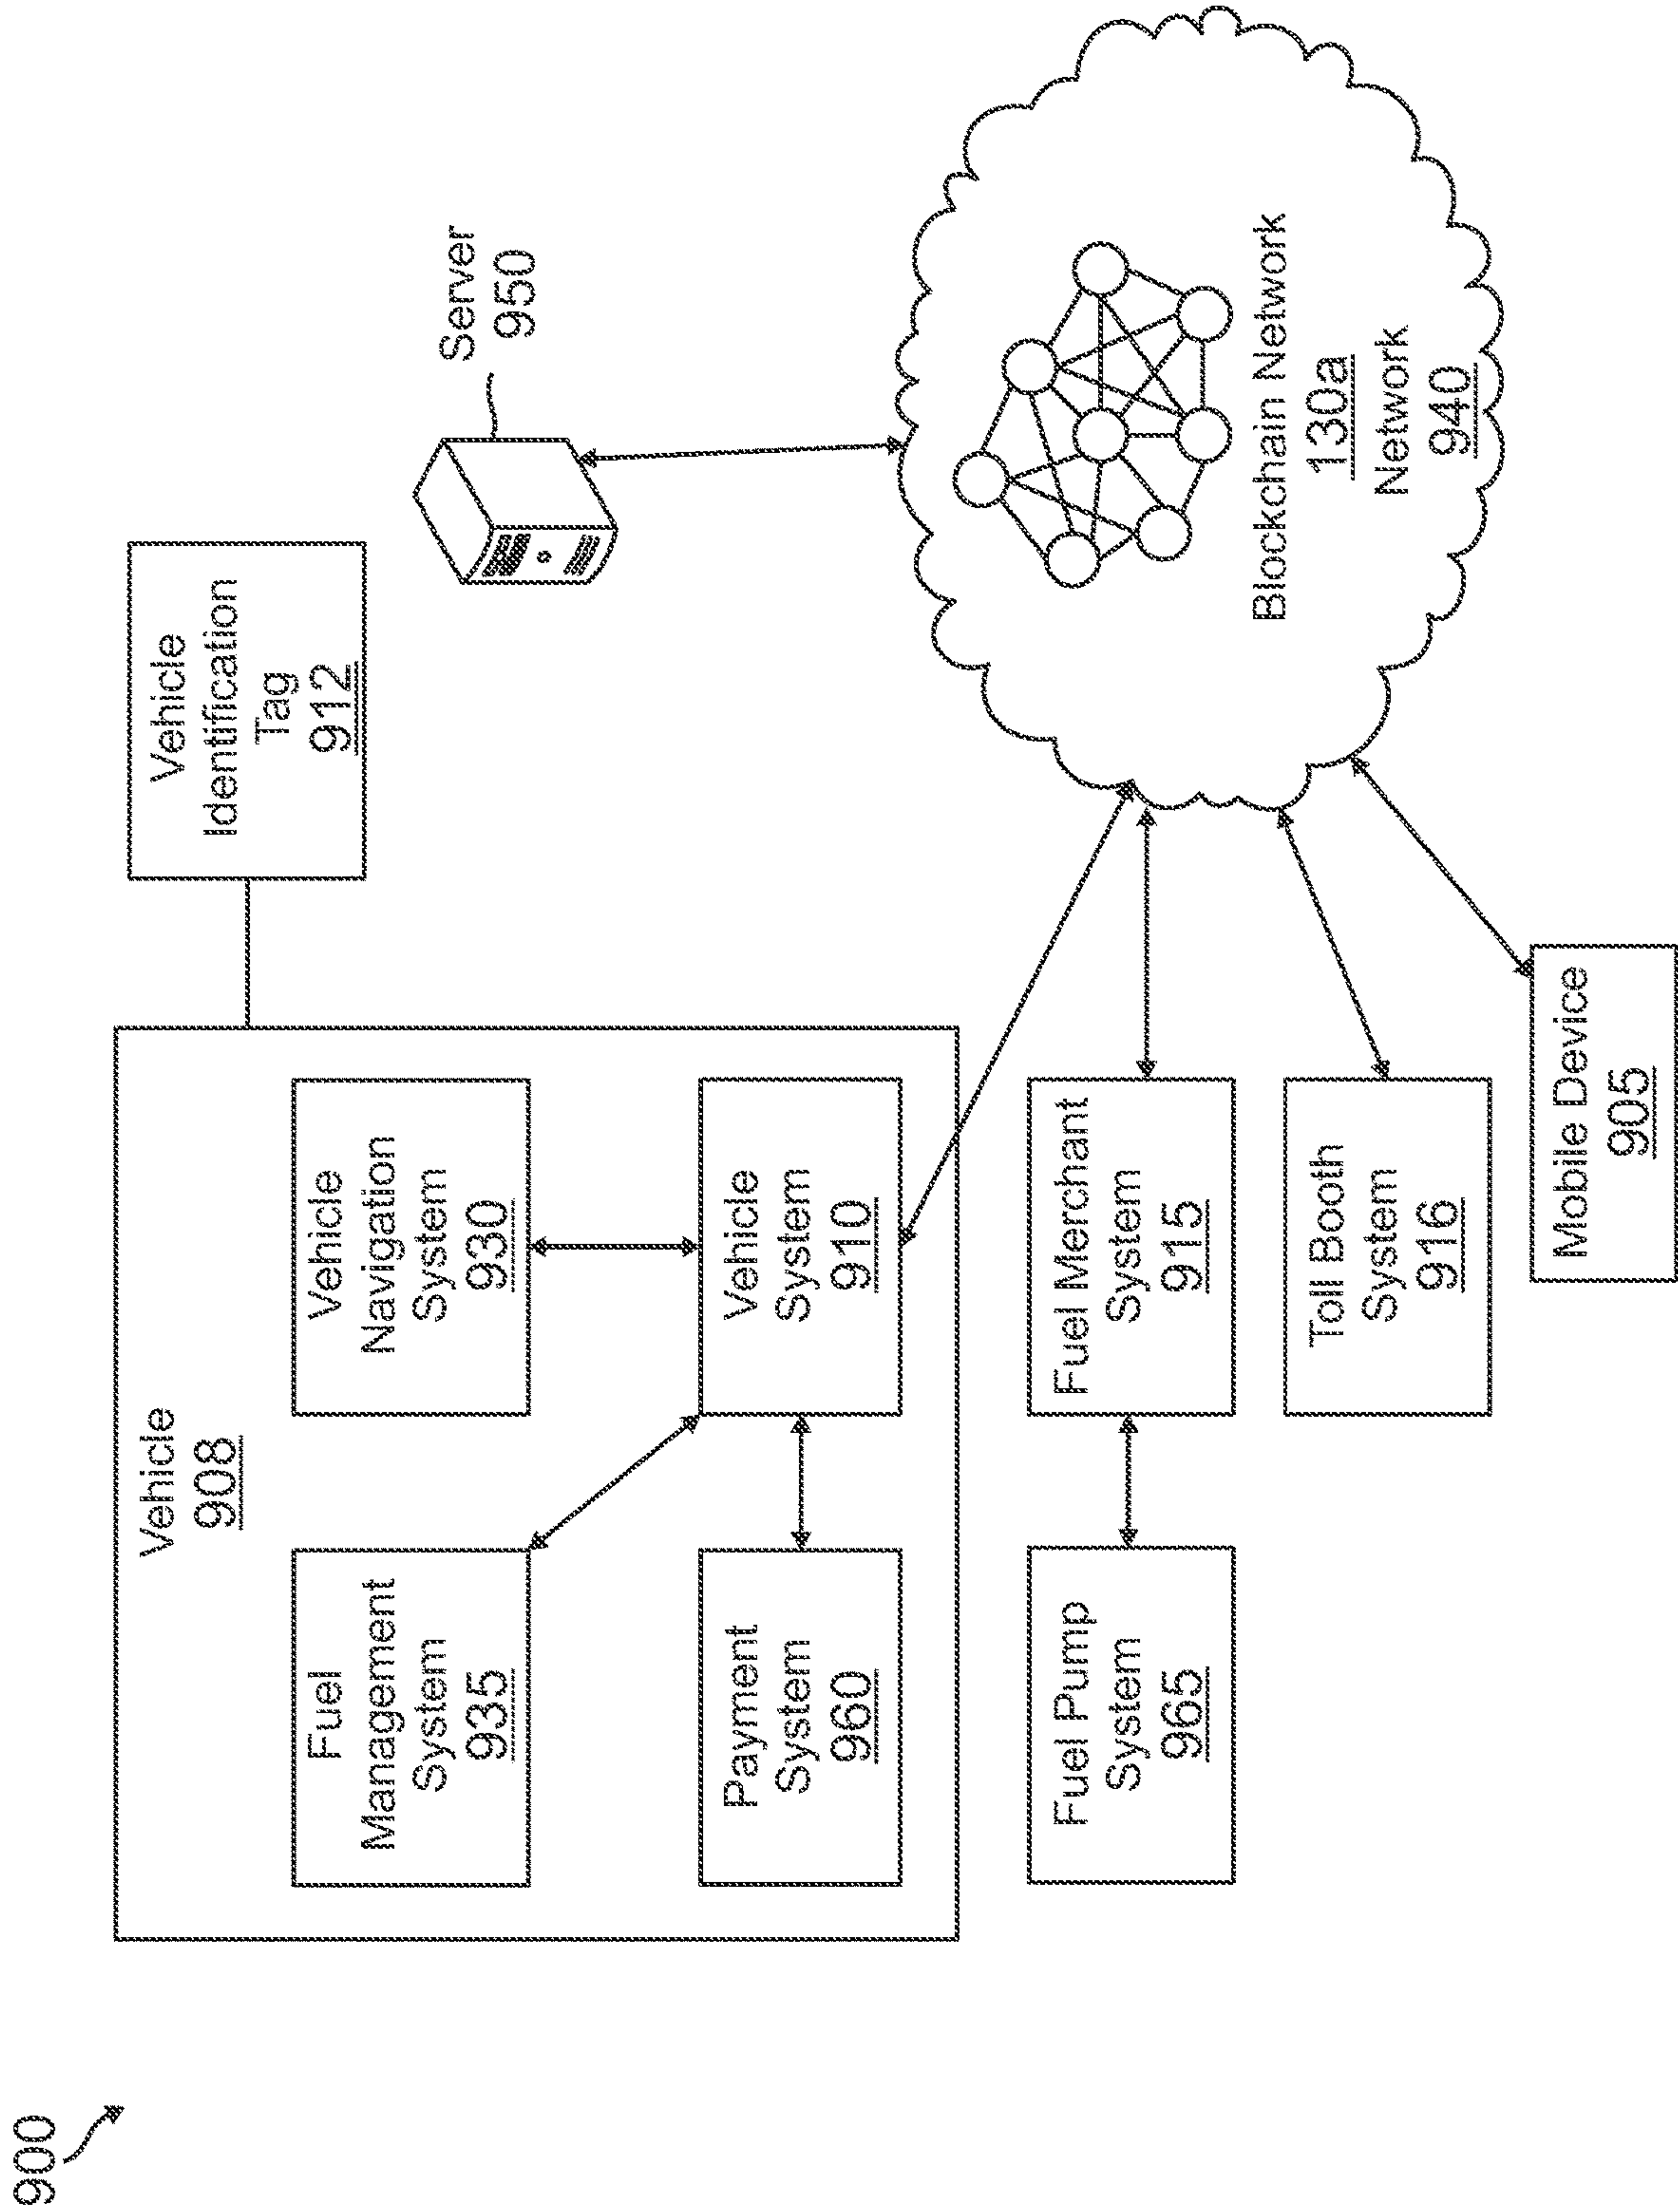 900
Vehicle
908
Fuel
Management
System
935
Vehicle
Navigation
System
930
Vehicle
Identification
Tag
912
Payment
System
960
Vehicle
System
910
Server
950
Fuel Pump
System
965
Fuel Merchant
System
915
Toll Booth
System
916
Mobile Device
905
Blockchain Network
130a
Network
940